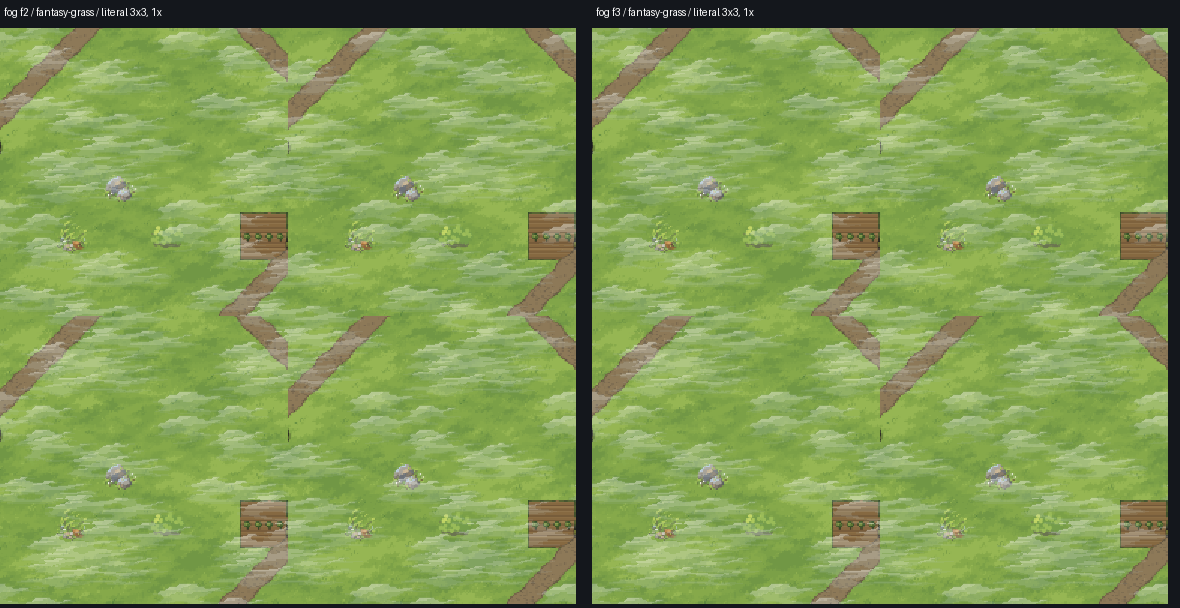 fog f2 / fantasy-grass / literal 3x3, 1x
fog f3 / fantasy-grass / literal 3x3, 1x